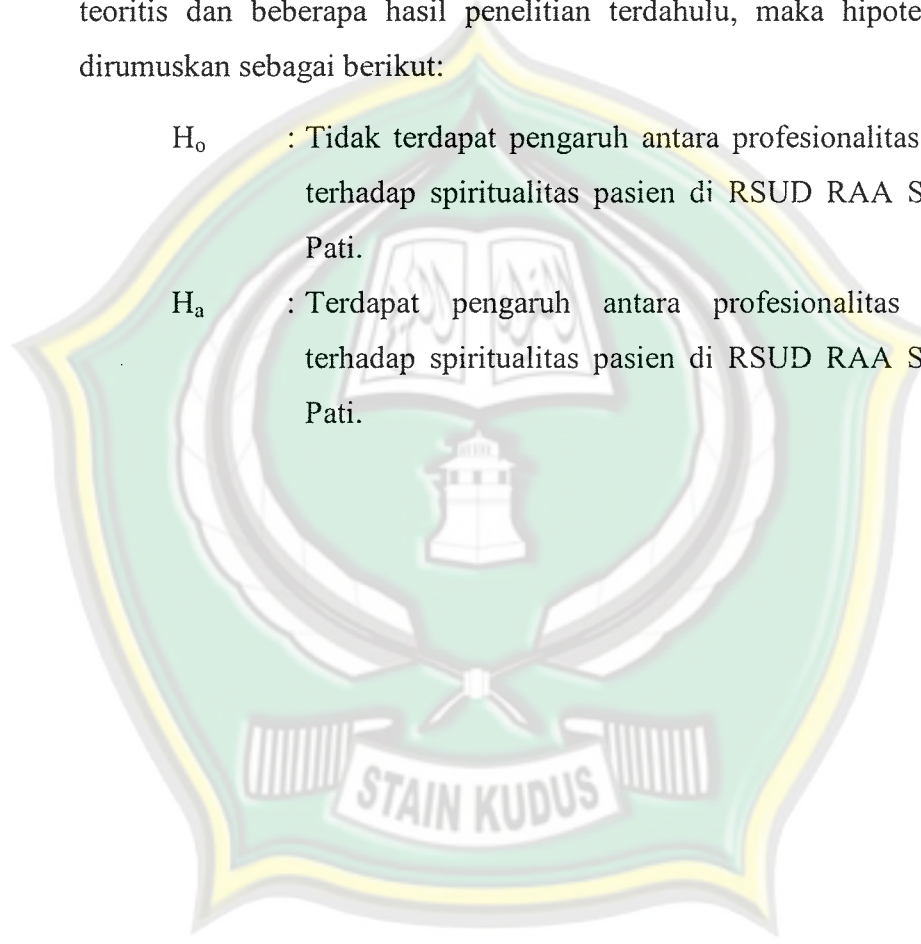 teoritis dan beberapa hasil penelitian terdahulu, maka hipote
dirumuskan sebagai berikut:
Ho : Tidak terdapat pengaruh antara profesionalitas
terhadap spiritualitas pasien di RSUD RAA S
Pati.
Ha : Terdapat pengaruh antara profesionalitas
terhadap spiritualitas pasien di RSUD RAA S
Pati.
STAIN KUDUS